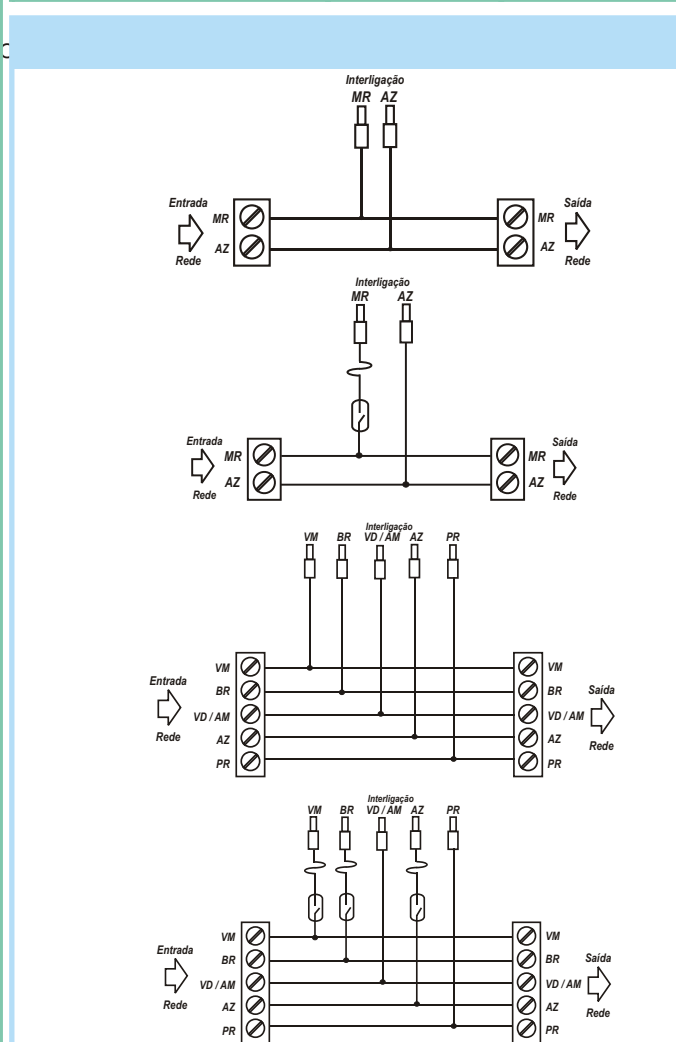 Interligação
MR AZ
Entrada
MR
AZ
Rede
Saída
MR
AZ
Rede
Interligação
MR AZ
Entrada
MR
AZ
Rede
Saída
MR
AZ
Rede
Interligação
VM BR VD / AM AZ PR
Entrada
Rede
VM
BR
VD / AM
AZ
PR
VM
BR
VD / AM
AZ
PR
Saída
Rede
Interligação
VM BR VD / AM AZ PR
Entrada
Rede
VM
BR
VD / AM
AZ
PR
VM
BR
VD / AM
AZ
PR
Saída
Rede